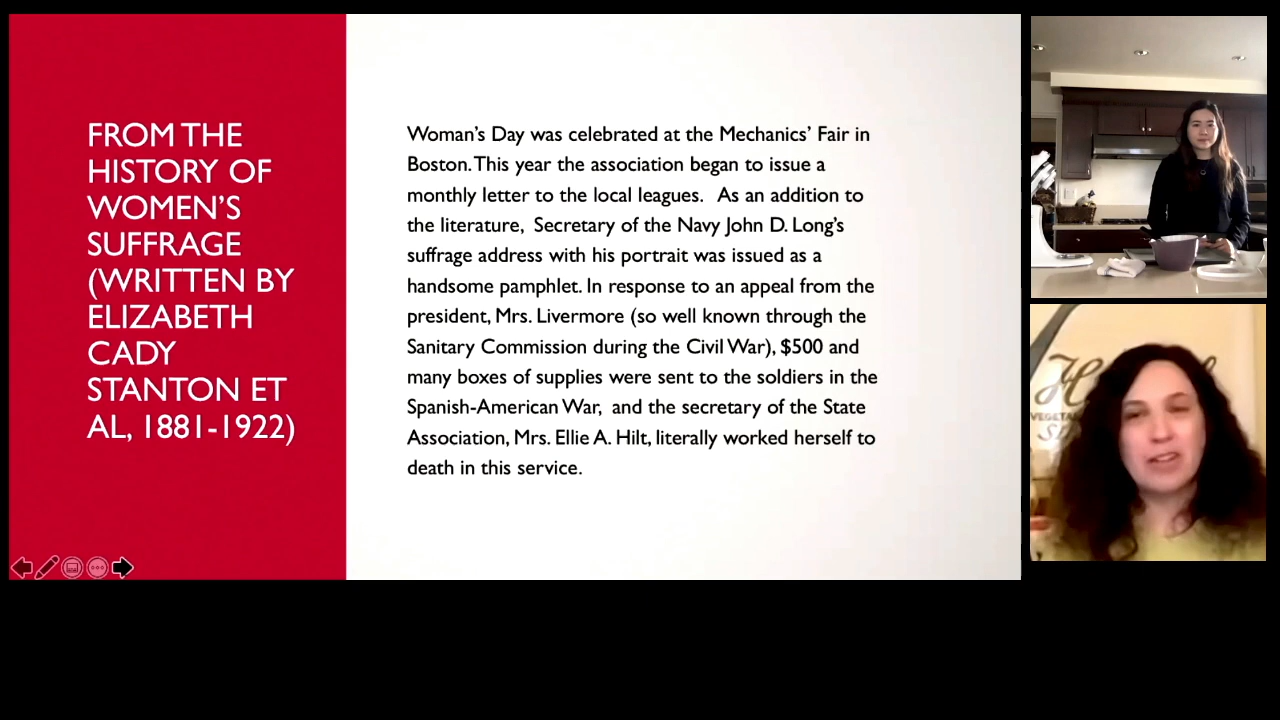 FROM THE
HISTORY OF
WOMEN'S
SUFFRAGE
(WRITTEN BY
ELIZABETH
CADY
STANTON ET
AL, 1881-1922)
Woman's Day was celebrated at the Mechanics' Fair in
Boston. This year the association began to issue a
monthly letter to the local leagues. As an addition to
the literature, Secretary of the Navy John D. Long's
suffrage address with his portrait was issued as a
handsome pamphlet. In response to an appeal from the
president, Mrs. Livermore (so well known through the
Sanitary Commission during the Civil War), $500 and
many boxes of supplies were sent to the soldiers in the
Spanish-American War, and the secretary of the State
Association, Mrs. Ellie A. Hilt, literally worked herself to
death in this service.